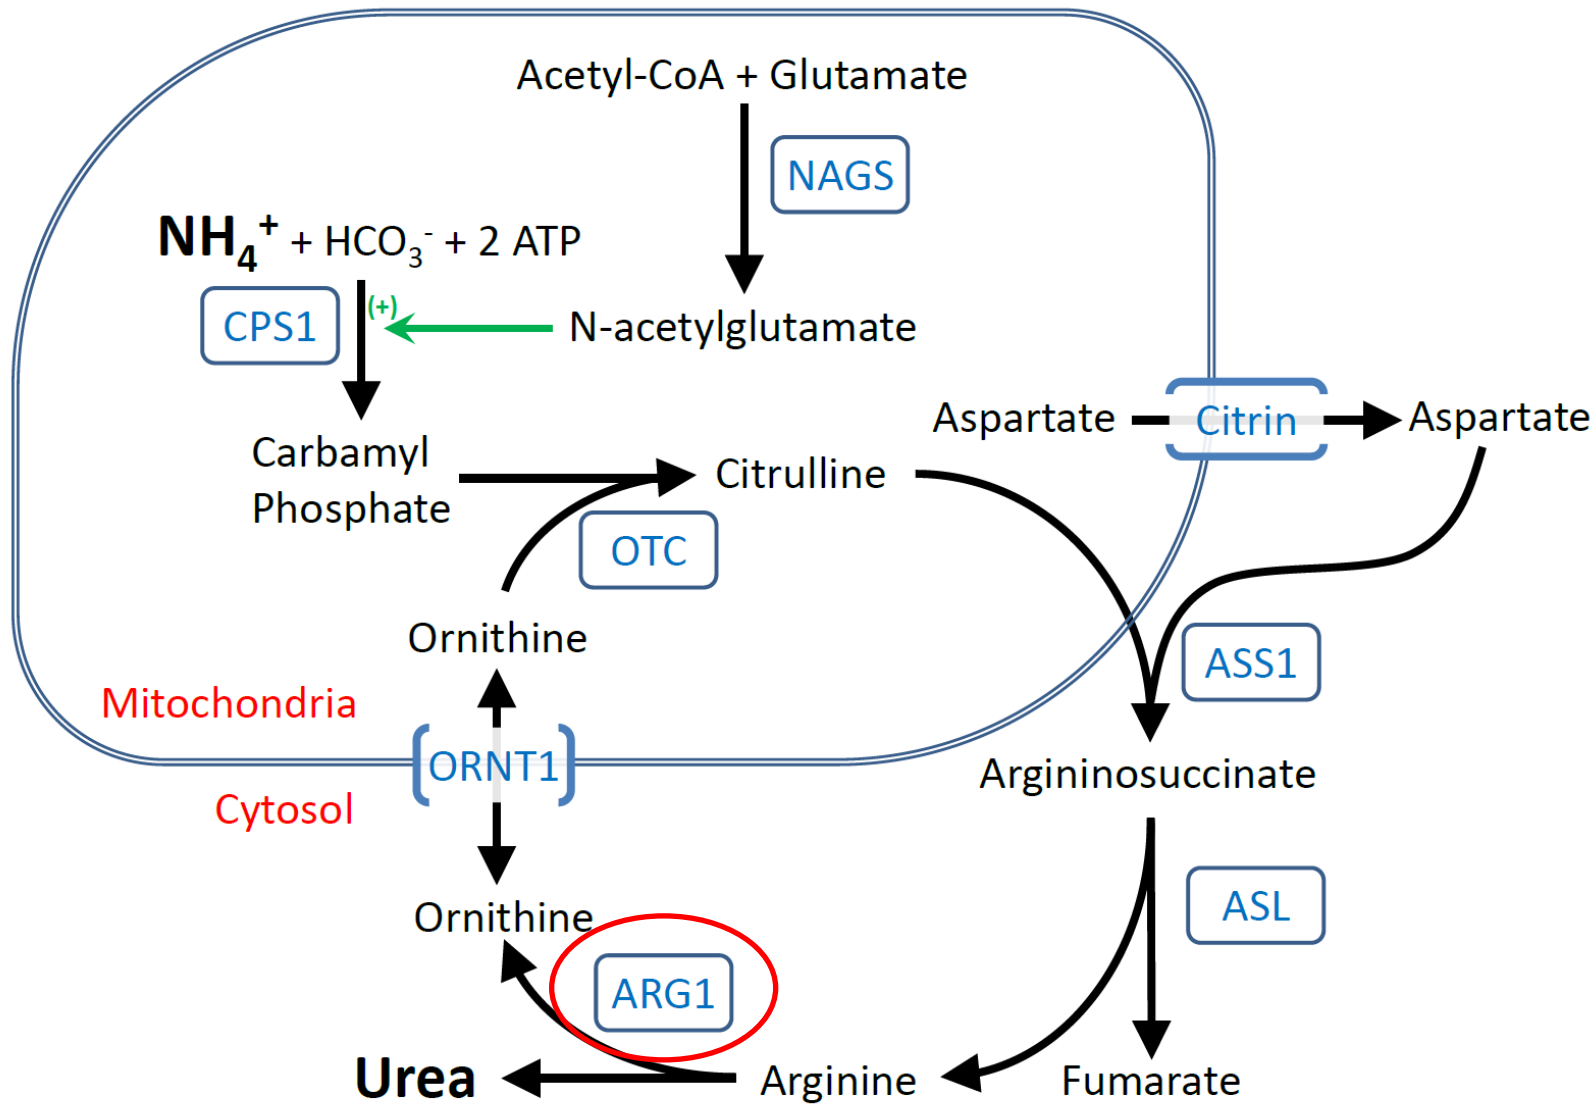 Acetyl-CoA + Glutamate
NAGS
NH₄⁺ + HCO₃⁻ + 2 ATP
CPS1
(+)
N-acetylglutamate
Aspartate
Citrin
Aspartate
Carbamyl
Phosphate
Citrulline
OTC
Ornithine
ASS1
Mitochondria
ORNT1
Argininosuccinate
Cytosol
ASL
Ornithine
ARG1
Urea
Arginine
Fumarate